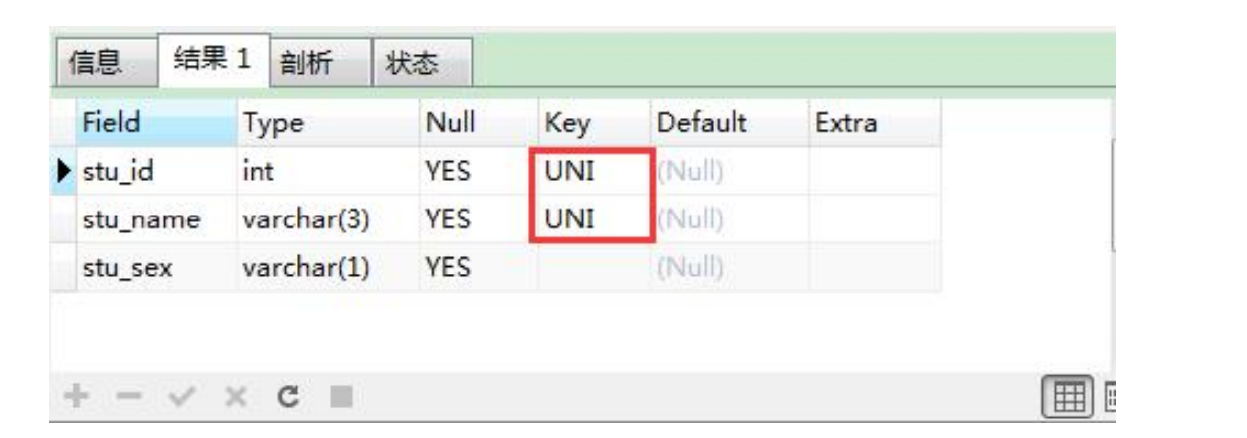 信息 结果 1 剖析 状态
Field Type Null Key Default Extra
stu_id int YES UNI (Null)
stu_name varchar(3) YES UNI (Null)
stu_sex varchar(1) YES (Null)